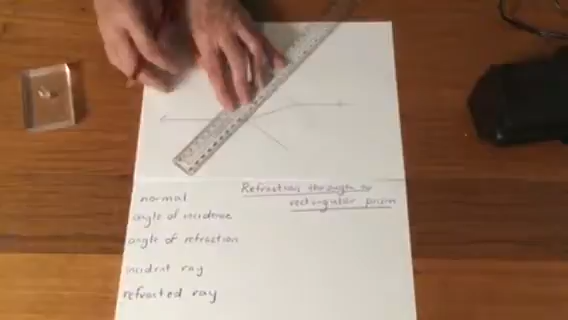 Refraction through a
rectangular prism
normal
angle of incidence
angle of refraction
incident ray
refracted ray